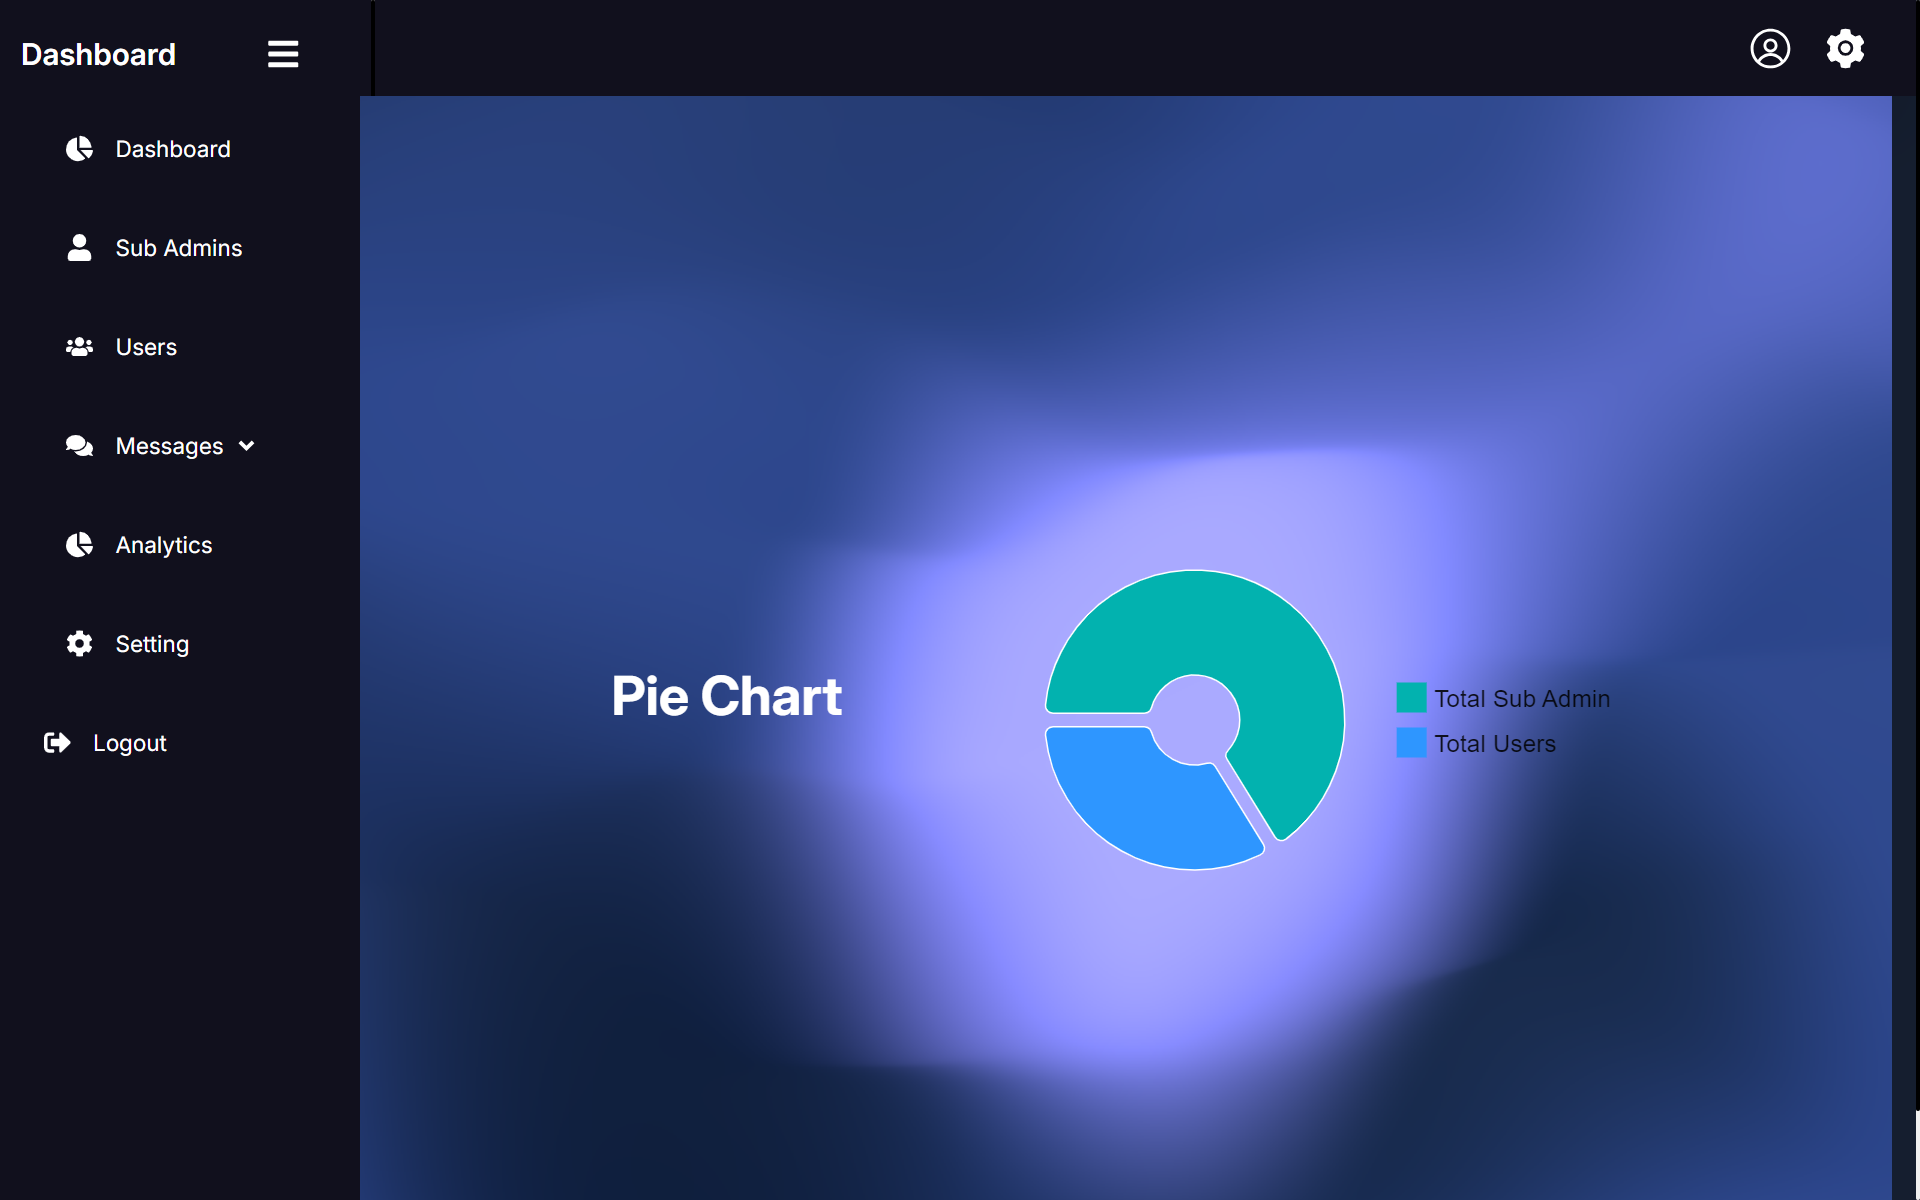 Dashboard
Dashboard
Sub Admins
Users
Messages
Analytics
Setting
Logout
Pie Chart
Total Sub Admin
Total Users